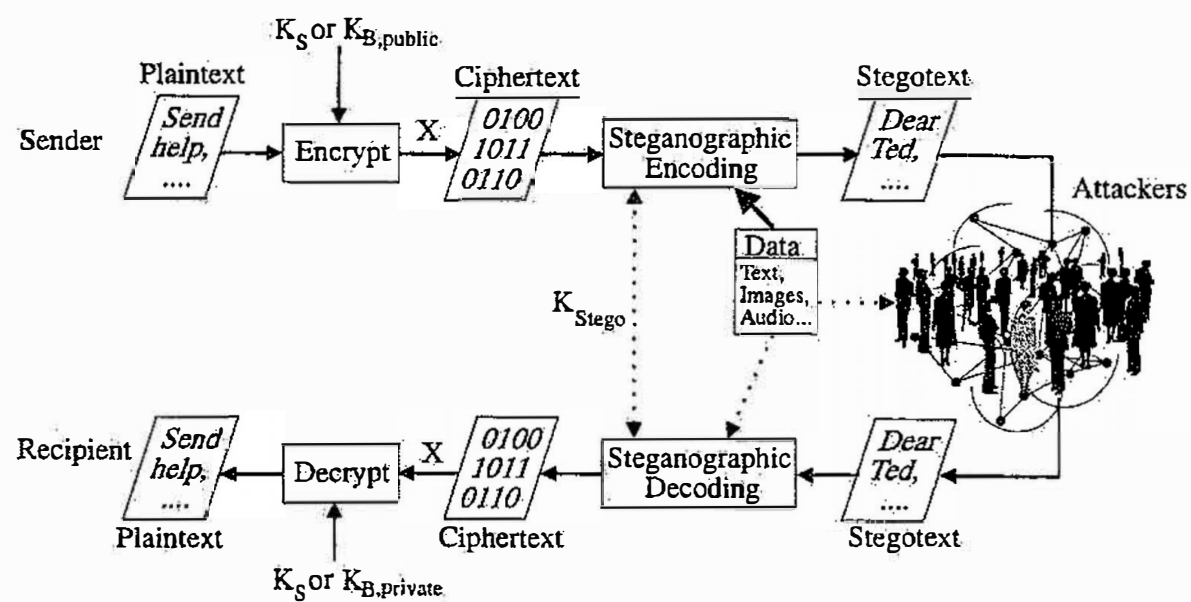 K_S or K_B,public
Plaintext
Ciphertext
Stegotext
Sender
Send
help,
....
Encrypt
X
0100
1011
0110
Steganographic
Encoding
Dear
Ted,
....
Attackers
Data
Text,
Images,
Audio...
K_Stego
Recipient
Send
help,
....
Decrypt
X
0100
1011
0110
Steganographic
Decoding
Dear
Ted,
....
Plaintext
Ciphertext
Stegotext
K_S or K_B,private